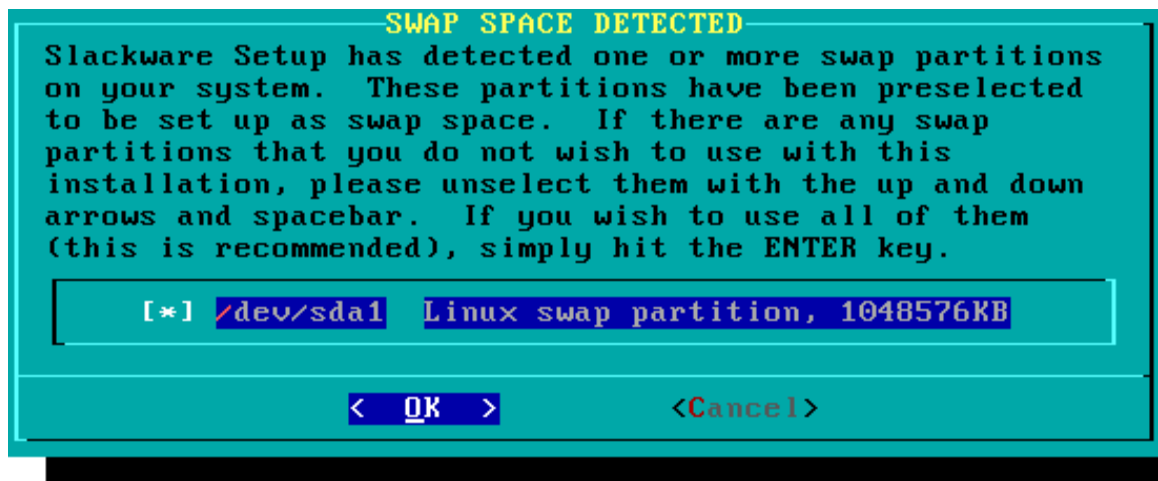 SWAP SPACE DETECTED
Slackware Setup has detected one or more swap partitions
on your system.  These partitions have been preselected
to be set up as swap space.  If there are any swap
partitions that you do not wish to use with this
installation, please unselect them with the up and down
arrows and spacebar.  If you wish to use all of them
(this is recommended), simply hit the ENTER key.
[*] /dev/sda1  Linux swap partition, 1048576KB
<  OK  > <Cancel>